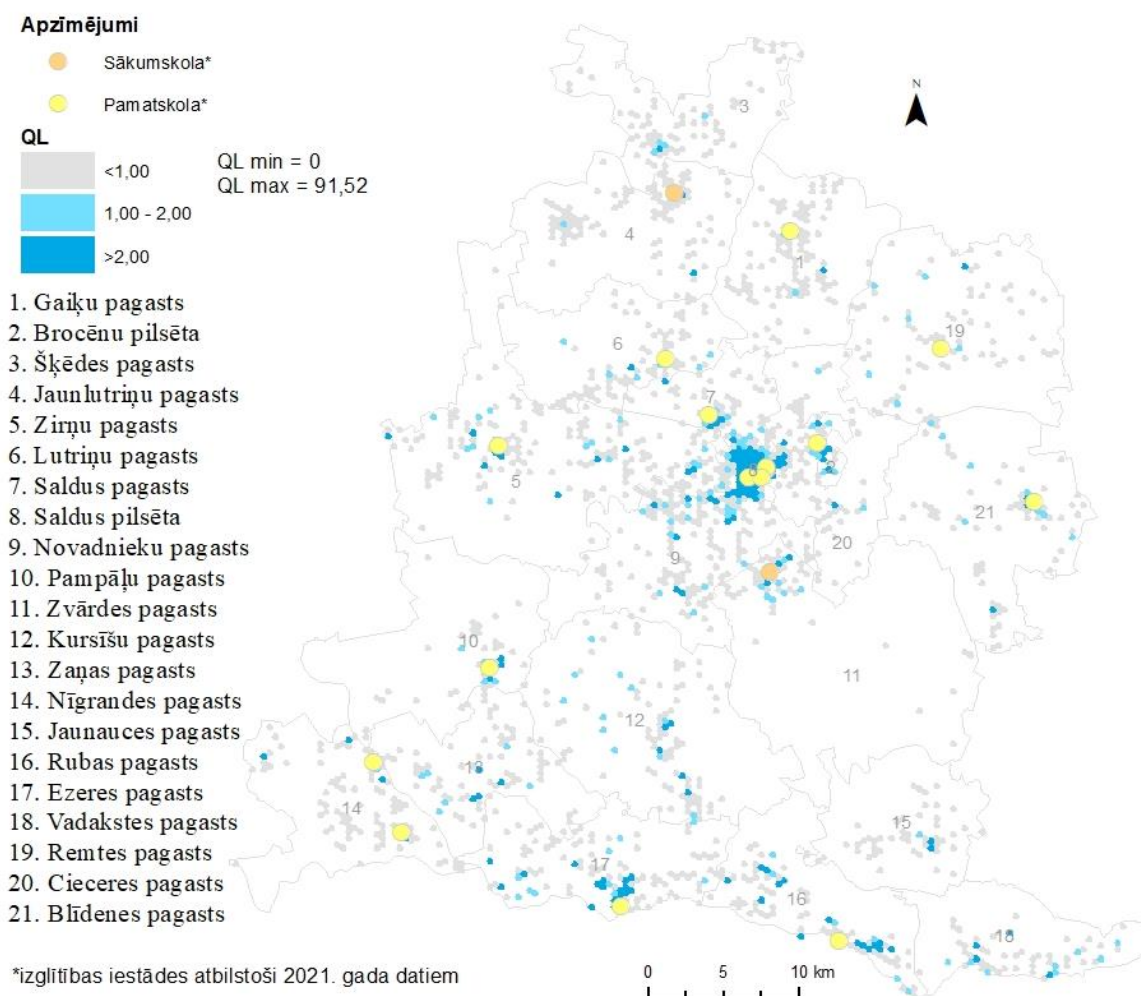 Apzīmējumi
Sākumskola*
Pamatskola*
QL
<1,00
1,00 - 2,00
>2,00
QL min = 0
QL max = 91,52
1. Gaiķu pagasts
2. Brocēnu pilsēta
3. Šķēdes pagasts
4. Jaunlutriņu pagasts
5. Zirņu pagasts
6. Lutriņu pagasts
7. Saldus pagasts
8. Saldus pilsēta
9. Novadnieku pagasts
10. Pampāļu pagasts
11. Zvārdes pagasts
12. Kursīšu pagasts
13. Zaņas pagasts
14. Nīgrandes pagasts
15. Jaunauces pagasts
16. Rubas pagasts
17. Ezeres pagasts
18. Vadakstes pagasts
19. Remtes pagasts
20. Cieceres pagasts
21. Blīdenes pagasts
N
3
4
1
19
6
7
8
2
5
21
20
9
10
11
12
13
14
15
17
16
18
*izglītības iestādes atbilstoši 2021. gada datiem
0 5 10 km